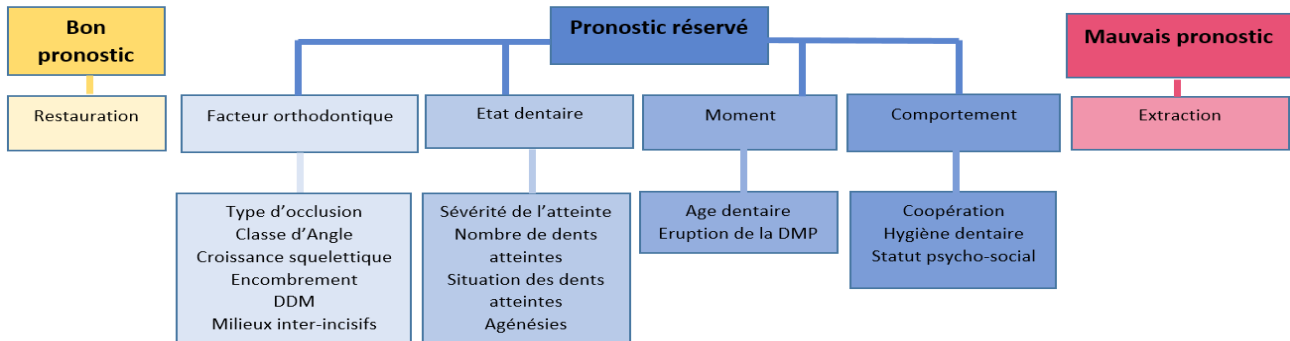 Bon
pronostic
Pronostic réservé
Mauvais pronostic
Restauration
Facteur orthodontique
Etat dentaire
Moment
Comportement
Extraction
Type d'occlusion
Classe d'Angle
Croissance squelettique
Encombrement
DDM
Milieux inter-incisifs
Sévérité de l'atteinte
Nombre de dents
atteintes
Situation des dents
atteintes
Agénésies
Age dentaire
Eruption de la DMP
Coopération
Hygiène dentaire
Statut psycho-social